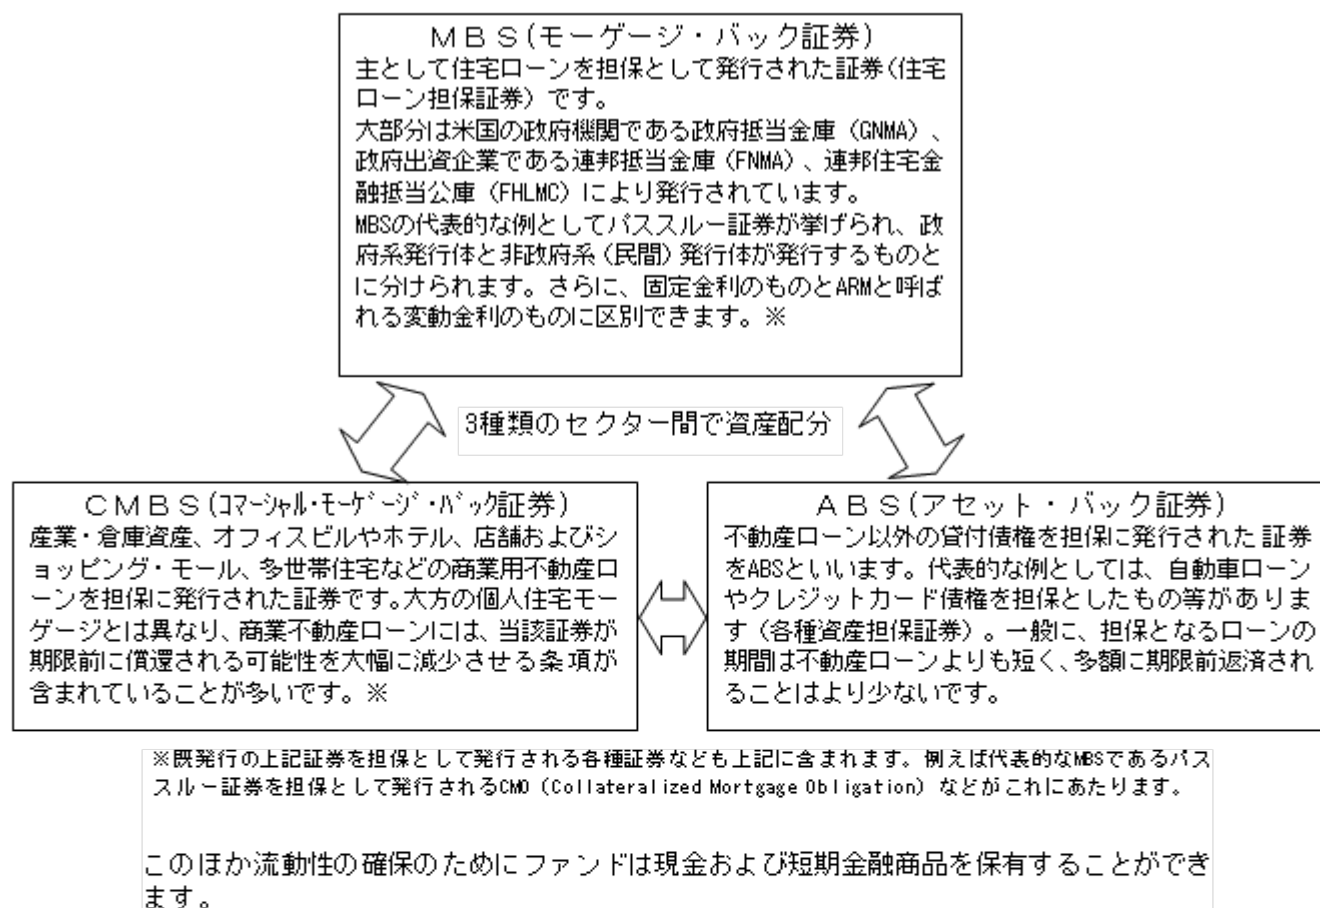 ＭＢＳ(モーゲージ・バック証券)
主として住宅ローンを担保として発行された証券(住宅
ローン担保証券）です。
大部分は米国の政府機関である政府抵当金庫（GNMA）、
政府出資企業である連邦抵当金庫（FNMA）、連邦住宅金
融抵当公庫（FHLMC）により発行されています。
MBSの代表的な例としてパススルー証券が挙げられ、政
府系発行体と非政府系（民間）発行体が発行するものと
に分けられます。さらに、固定金利のものとARMと呼ば
れる変動金利のものに区別できます。※
3種類のセクター間で資産配分
ＣＭＢＳ(ｺﾏｰｼｬﾙ･ﾓｰｹﾞｰｼﾞ･ﾊﾞｯｸ証券)
産業・倉庫資産、オフィスビルやホテル、店舗およびシ
ョッピング・モール、多世帯住宅などの商業用不動産ロ
ーンを担保に発行された証券です。大方の個人住宅モー
ゲージとは異なり、商業不動産ローンには、当該証券が
期限前に償還される可能性を大幅に減少させる条項が
含まれていることが多いです。※
ＡＢＳ(アセット・バック証券)
不動産ローン以外の貸付債権を担保に発行された証券
をABSといいます。代表的な例としては、自動車ローン
やクレジットカード債権を担保としたもの等がありま
す（各種資産担保証券）。一般に、担保となるローンの
期間は不動産ローンよりも短く、多額に期限前返済され
ることはより少ないです。
※既発行の上記証券を担保として発行される各種証券なども上記に含まれます。例えば代表的なMBSであるパス
スルー証券を担保として発行されるCMO（Collateralized Mortgage Obligation）などがこれにあたります。
このほか流動性の確保のためにファンドは現金および短期金融商品を保有することができ
ます。